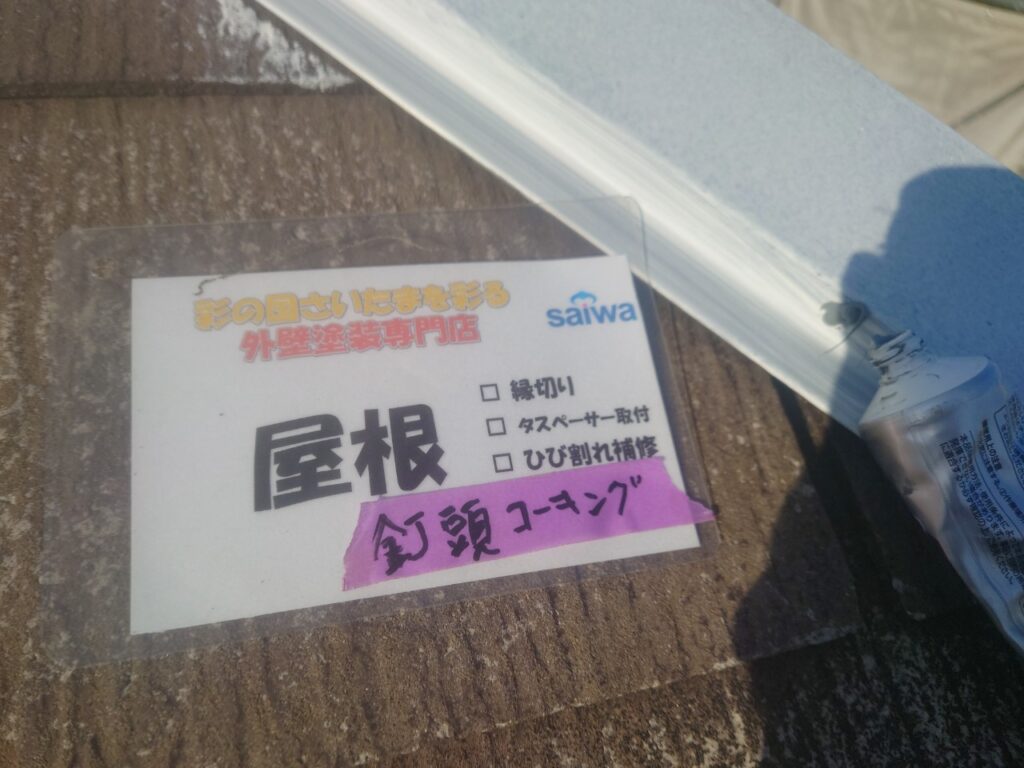 彩の国さいたまを彩る
外壁塗装専門店
saiwa
屋根
□ 縁切り
□ タスペーサー取付
□ ひび割れ補修
釘頭コーキング